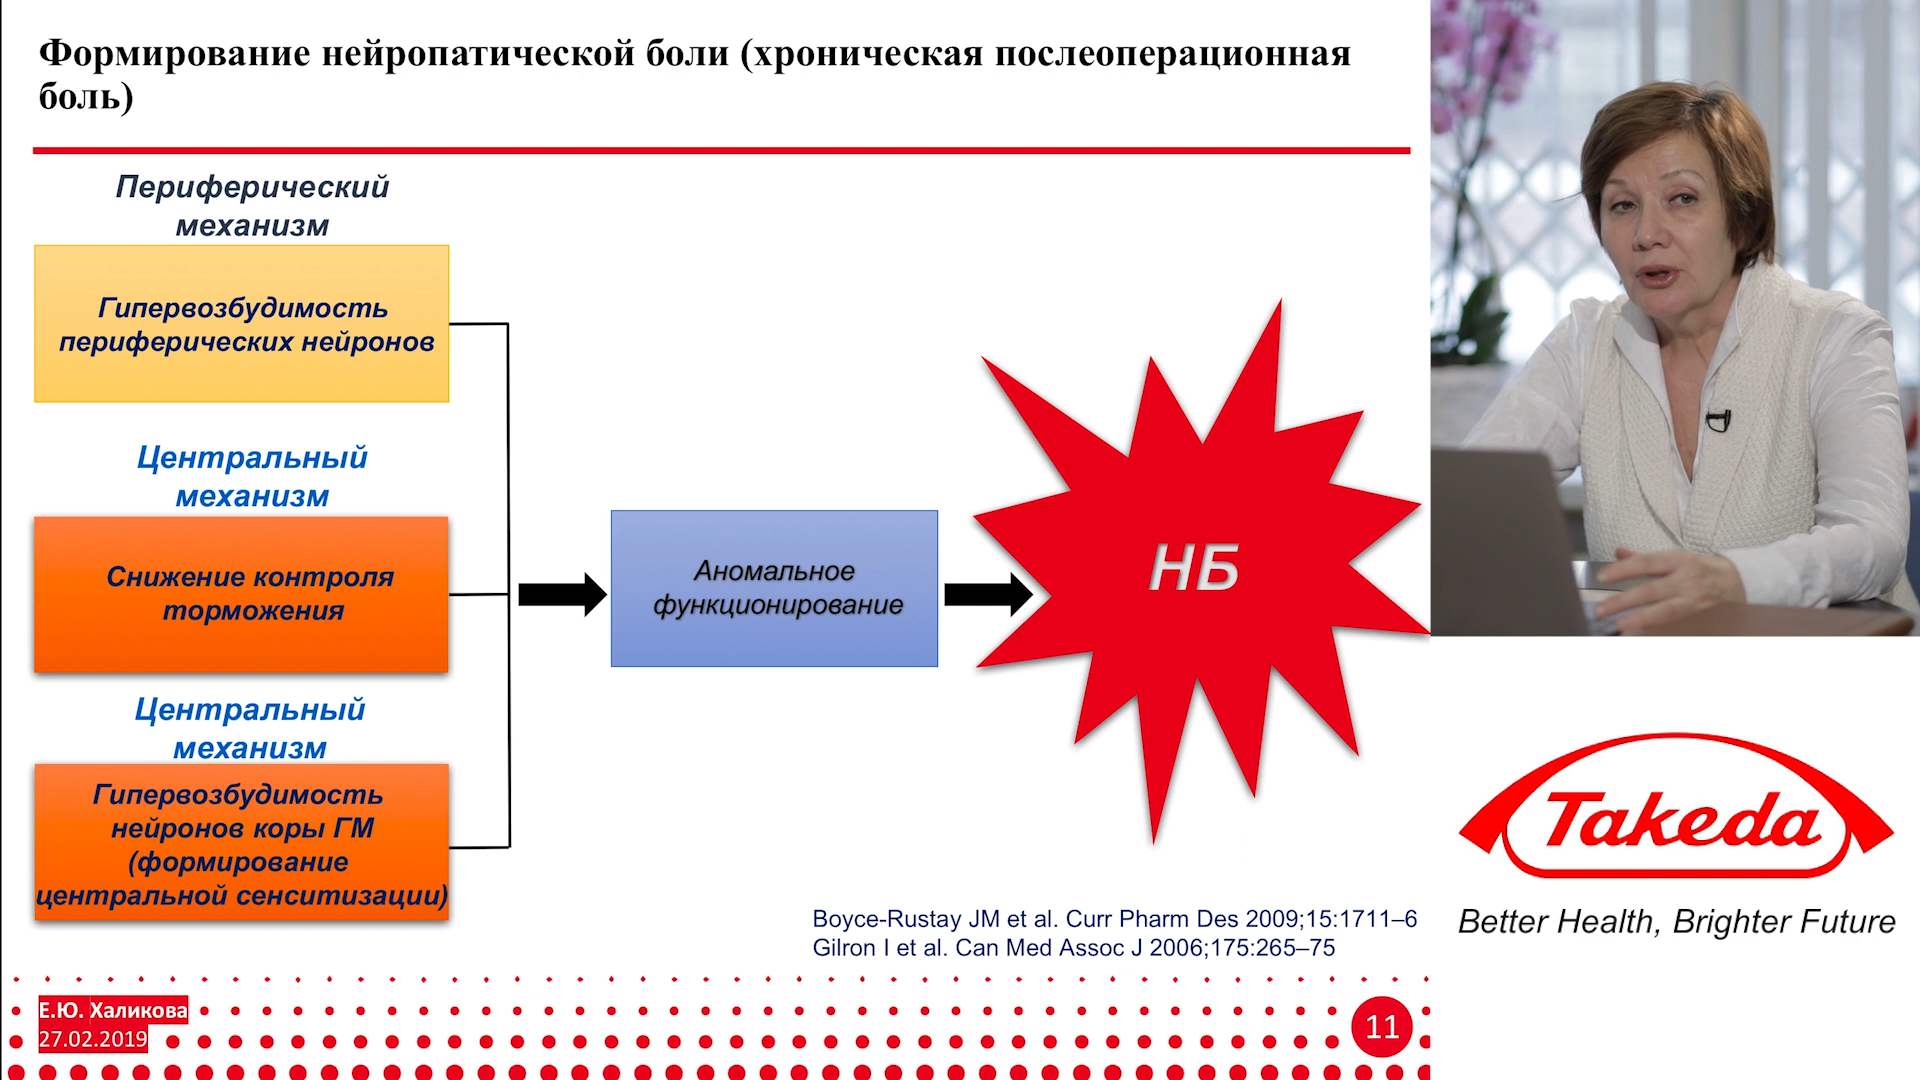 Формирование нейропатической боли (хроническая послеоперационная
боль)
Периферический
механизм
Гипервозбудимость
периферических нейронов
Центральный
механизм
Снижение контроля
торможения
Центральный
механизм
Гипервозбудимость
нейронов коры ГМ
(формирование
центральной сенситизации)
Аномальное
функционирование
НБ
Boyce-Rustay JM et al. Curr Pharm Des 2009;15:1711–6
Gilron I et al. Can Med Assoc J 2006;175:265–75
Е.Ю. Халикова
27.02.2019
11
Takeda
Better Health, Brighter Future